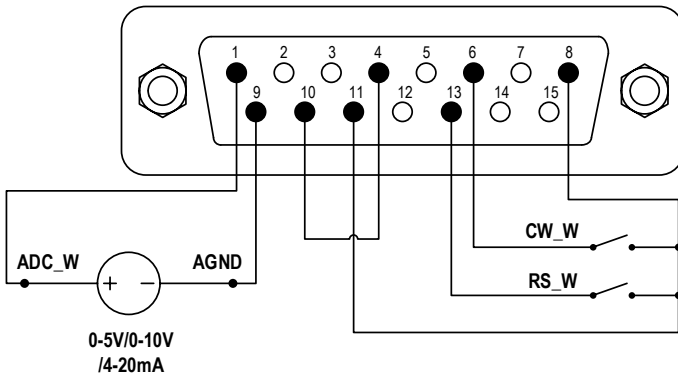 1 2 3 4 5 6 7 8
9 10 11 12 13 14 15
CW_W
ADC_W AGND
RS_W
+ −
0-5V/0-10V
/4-20mA